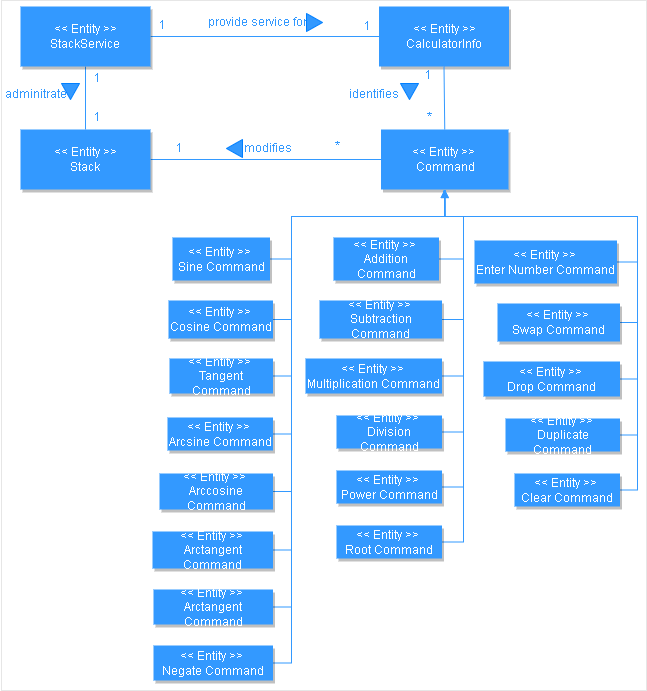 << Entity >>
StackService
1
provide service for
1
<< Entity >>
CalculatorInfo
adminitrate
1
1
identifies
1
*
<< Entity >>
Stack
1
modifies
*
<< Entity >>
Command
<< Entity >>
Sine Command
<< Entity >>
Cosine Command
<< Entity >>
Tangent
Command
<< Entity >>
Arcsine Command
<< Entity >>
Arccosine
Command
<< Entity >>
Arctangent
Command
<< Entity >>
Arctangent
Command
<< Entity >>
Negate Command
<< Entity >>
Addition
Command
<< Entity >>
Subtraction
Command
<< Entity >>
Multiplication Command
<< Entity >>
Division
Command
<< Entity >>
Power Command
<< Entity >>
Root Command
<< Entity >>
Enter Number Command
<< Entity >>
Swap Command
<< Entity >>
Drop Command
<< Entity >>
Duplicate
Command
<< Entity >>
Clear Command